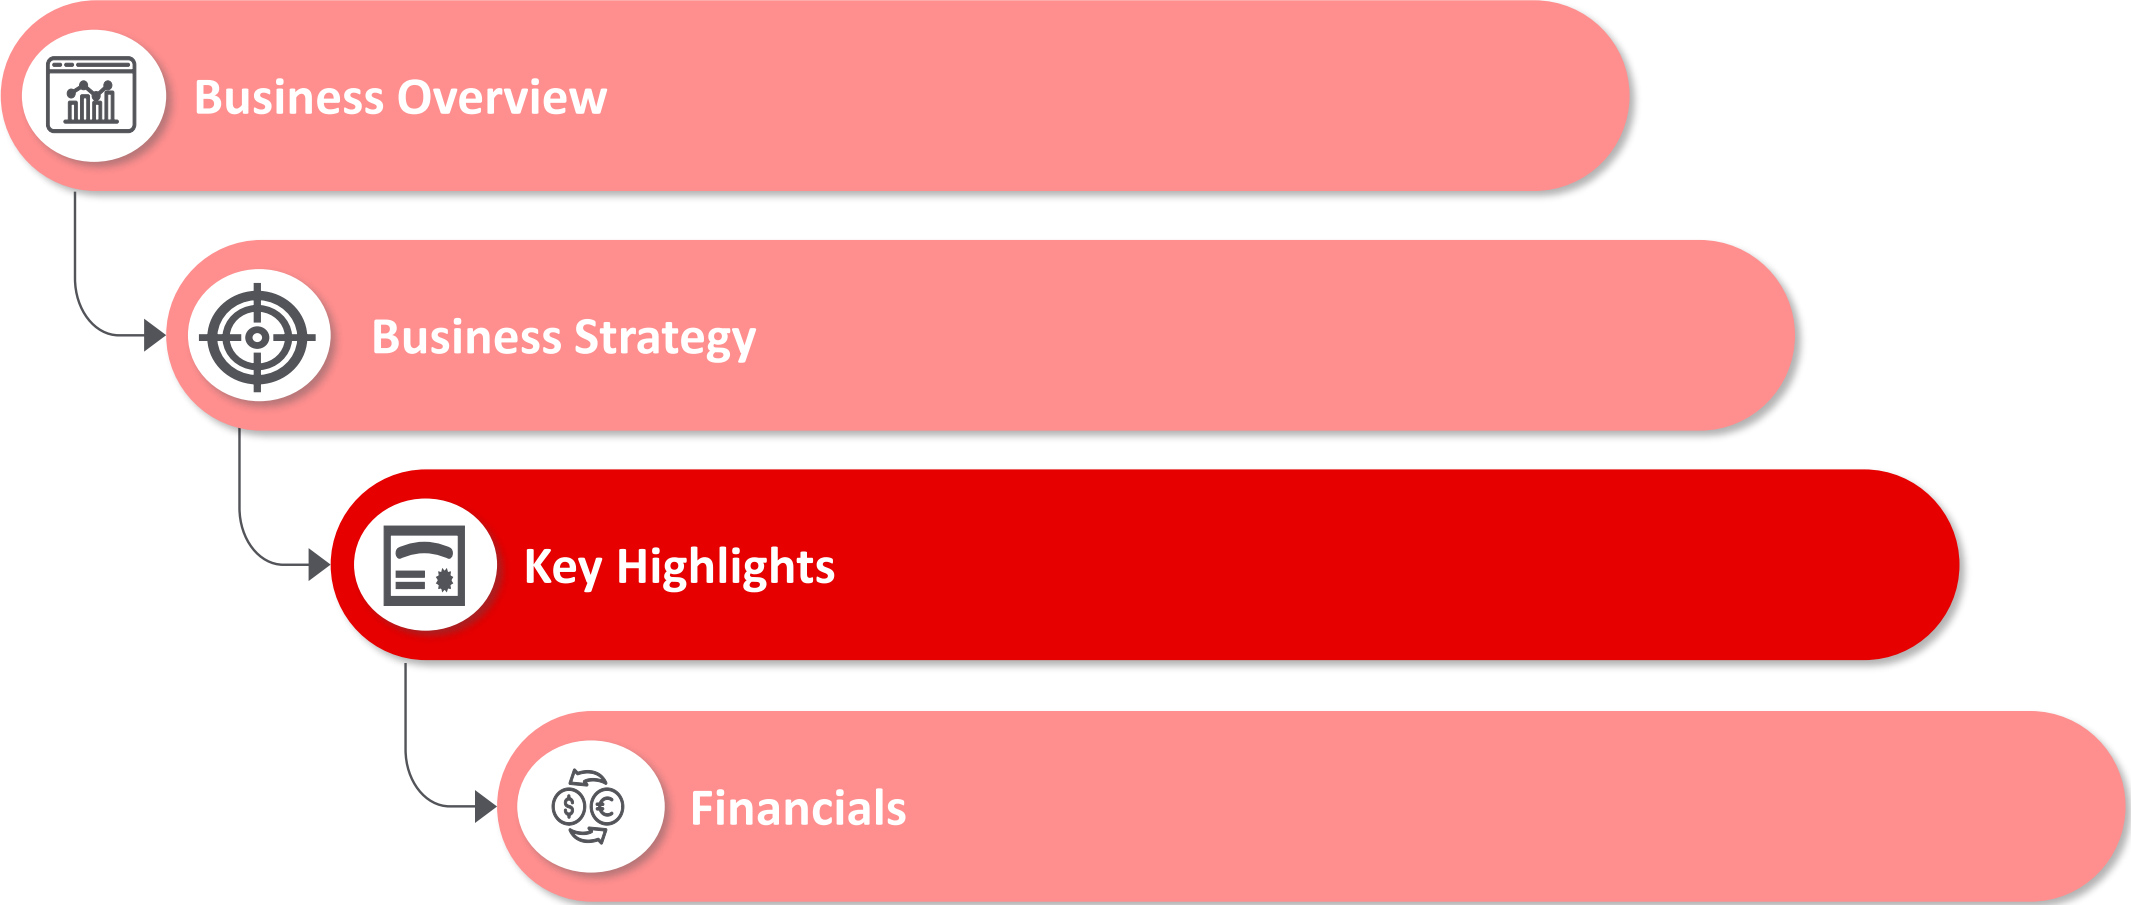 Business Overview
Business Strategy
Key Highlights
Financials